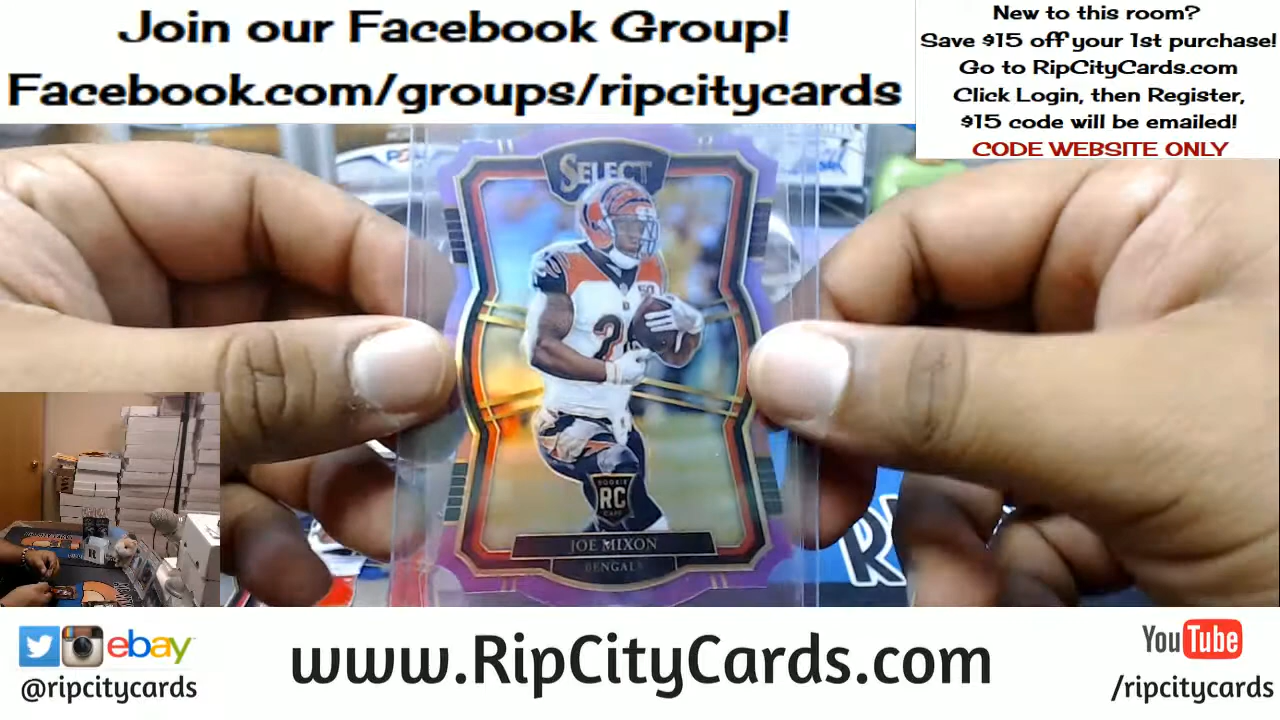 Join our Facebook Group!
Facebook.com/groups/ripcitycards
New to this room?
Save $15 off your 1st purchase!
Go to RipCityCards.com
Click Login, then Register,
$15 code will be emailed!
CODE WEBSITE ONLY
SELECT
ROOKIE
RC
CARD
JOE MIXON
BENGALS
ebay
@ripcitycards
www.RipCityCards.com
YouTube
/ripcitycards